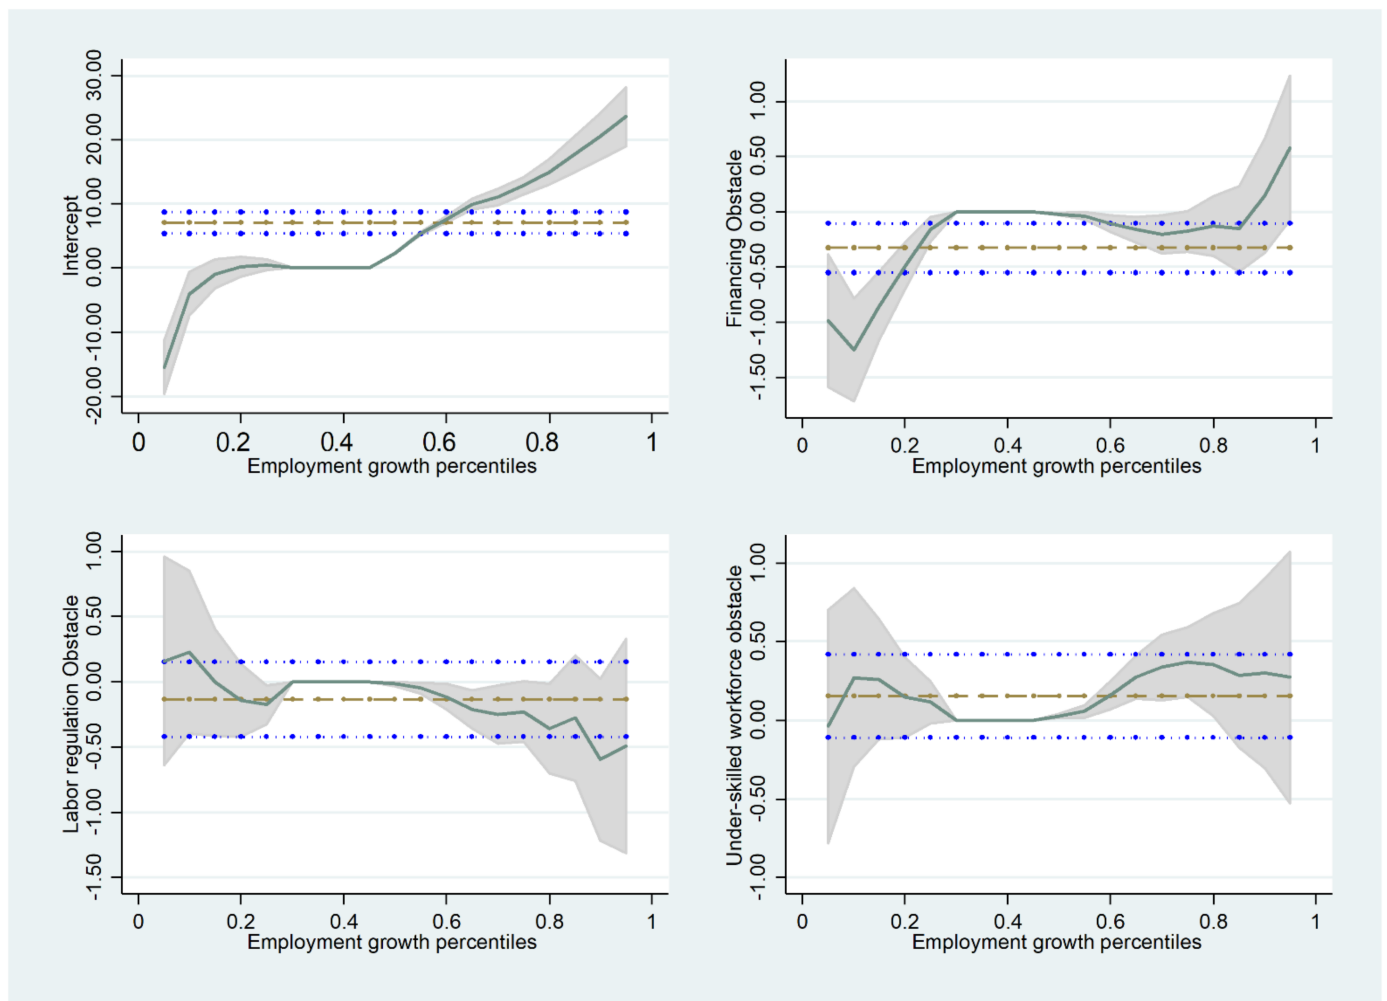 Intercept
30.00
20.00
10.00
0.00
-10.00
-20.00
0 0.2 0.4 0.6 0.8 1
Employment growth percentiles
Financing Obstacle
1.00
0.50
0.00
-0.50
-1.00
-1.50
0 0.2 0.4 0.6 0.8 1
Employment growth percentiles
Labor regulation Obstacle
1.00
0.50
0.00
-0.50
-1.00
-1.50
0 0.2 0.4 0.6 0.8 1
Employment growth percentiles
Under-skilled workforce obstacle
1.00
0.50
0.00
-0.50
-1.00
0 0.2 0.4 0.6 0.8 1
Employment growth percentiles